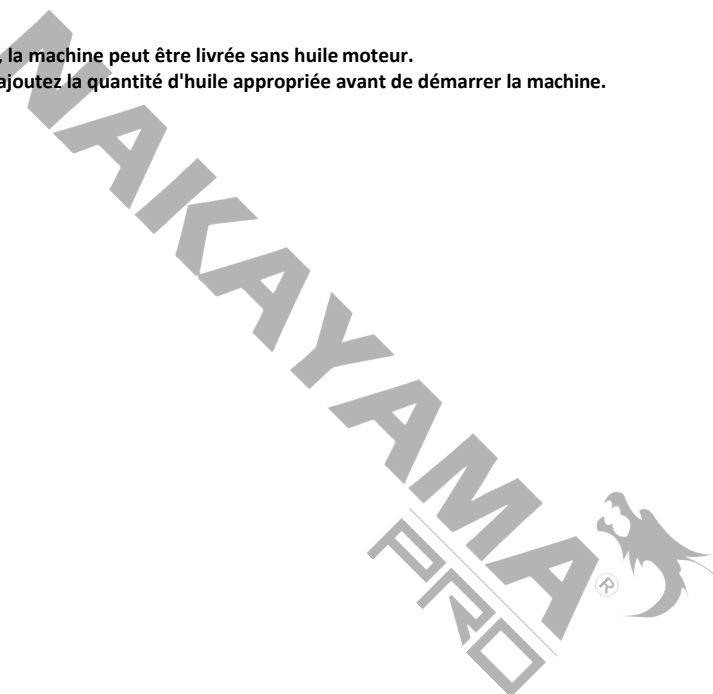 , la machine peut être livrée sans huile moteur.
ajoutez la quantité d'huile appropriée avant de démarrer la machine.
NAKAYAMA®
PRO